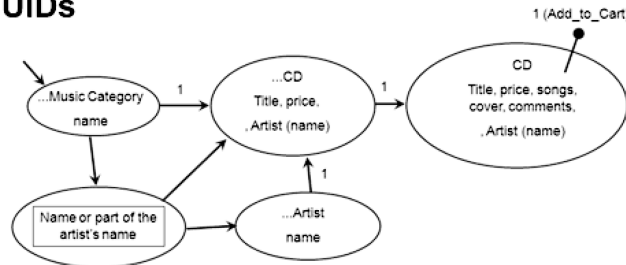 UIDs
1 (Add_to_Cart
...Music Category
name
1
...CD
Title, price,
, Artist (name)
1
CD
Title, price, songs,
cover, comments,
, Artist (name)
Name or part of the
artist's name
...Artist
name
1